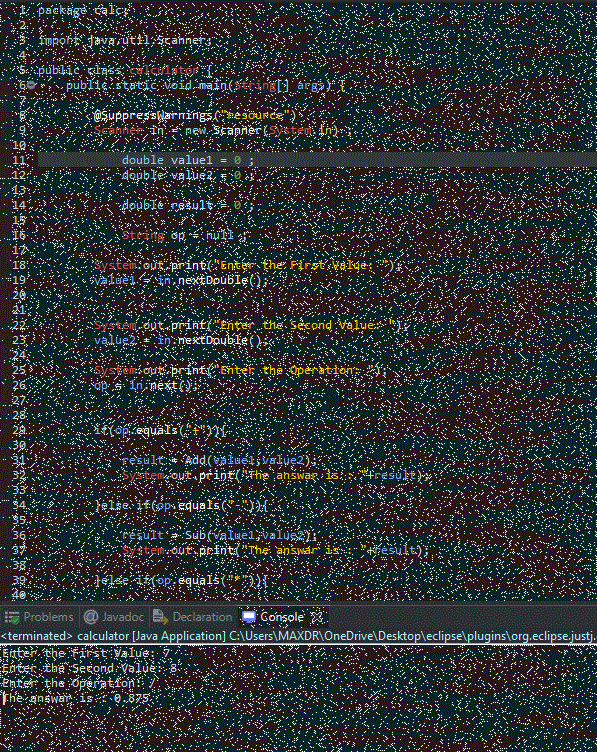 1 package calc;
2
3 import java.util.Scanner;
4
5 public class calculator {
6 public static void main(String[] args) {
7
8 @SuppressWarnings("resource")
9 Scanner in = new Scanner(System.in);
10
11 double value1 = 0 ;
12 double value2 = 0 ;
13
14 double result = 0 ;
15
16 String op = null ;
17
18 System.out.print("Enter the First Value: ");
19 value1 = in.nextDouble();
20
21
22 System.out.print("Enter the Second Value: ");
23 value2 = in.nextDouble();
24
25 System.out.print("Enter the Operation: ");
26 op = in.next();
27
28
29 if(op.equals("+")){
30
31 result = Add(value1,value2);
32 System.out.print("The answar is : "+result);
33
34 }else if(op.equals("-")){
35
36 result = Sub(value1,value2);
37 System.out.print("The answar is : "+result);
38
39 }else if(op.equals("*")){
40
Problems @ Javadoc Declaration Console
<terminated> calculator [Java Application] C:\Users\MAXDR\OneDrive\Desktop\eclipse\plugins\org.eclipse.justj.
Enter the First Value: 7
Enter the Second Value: 8
Enter the Operation: /
The answar is : 0.875